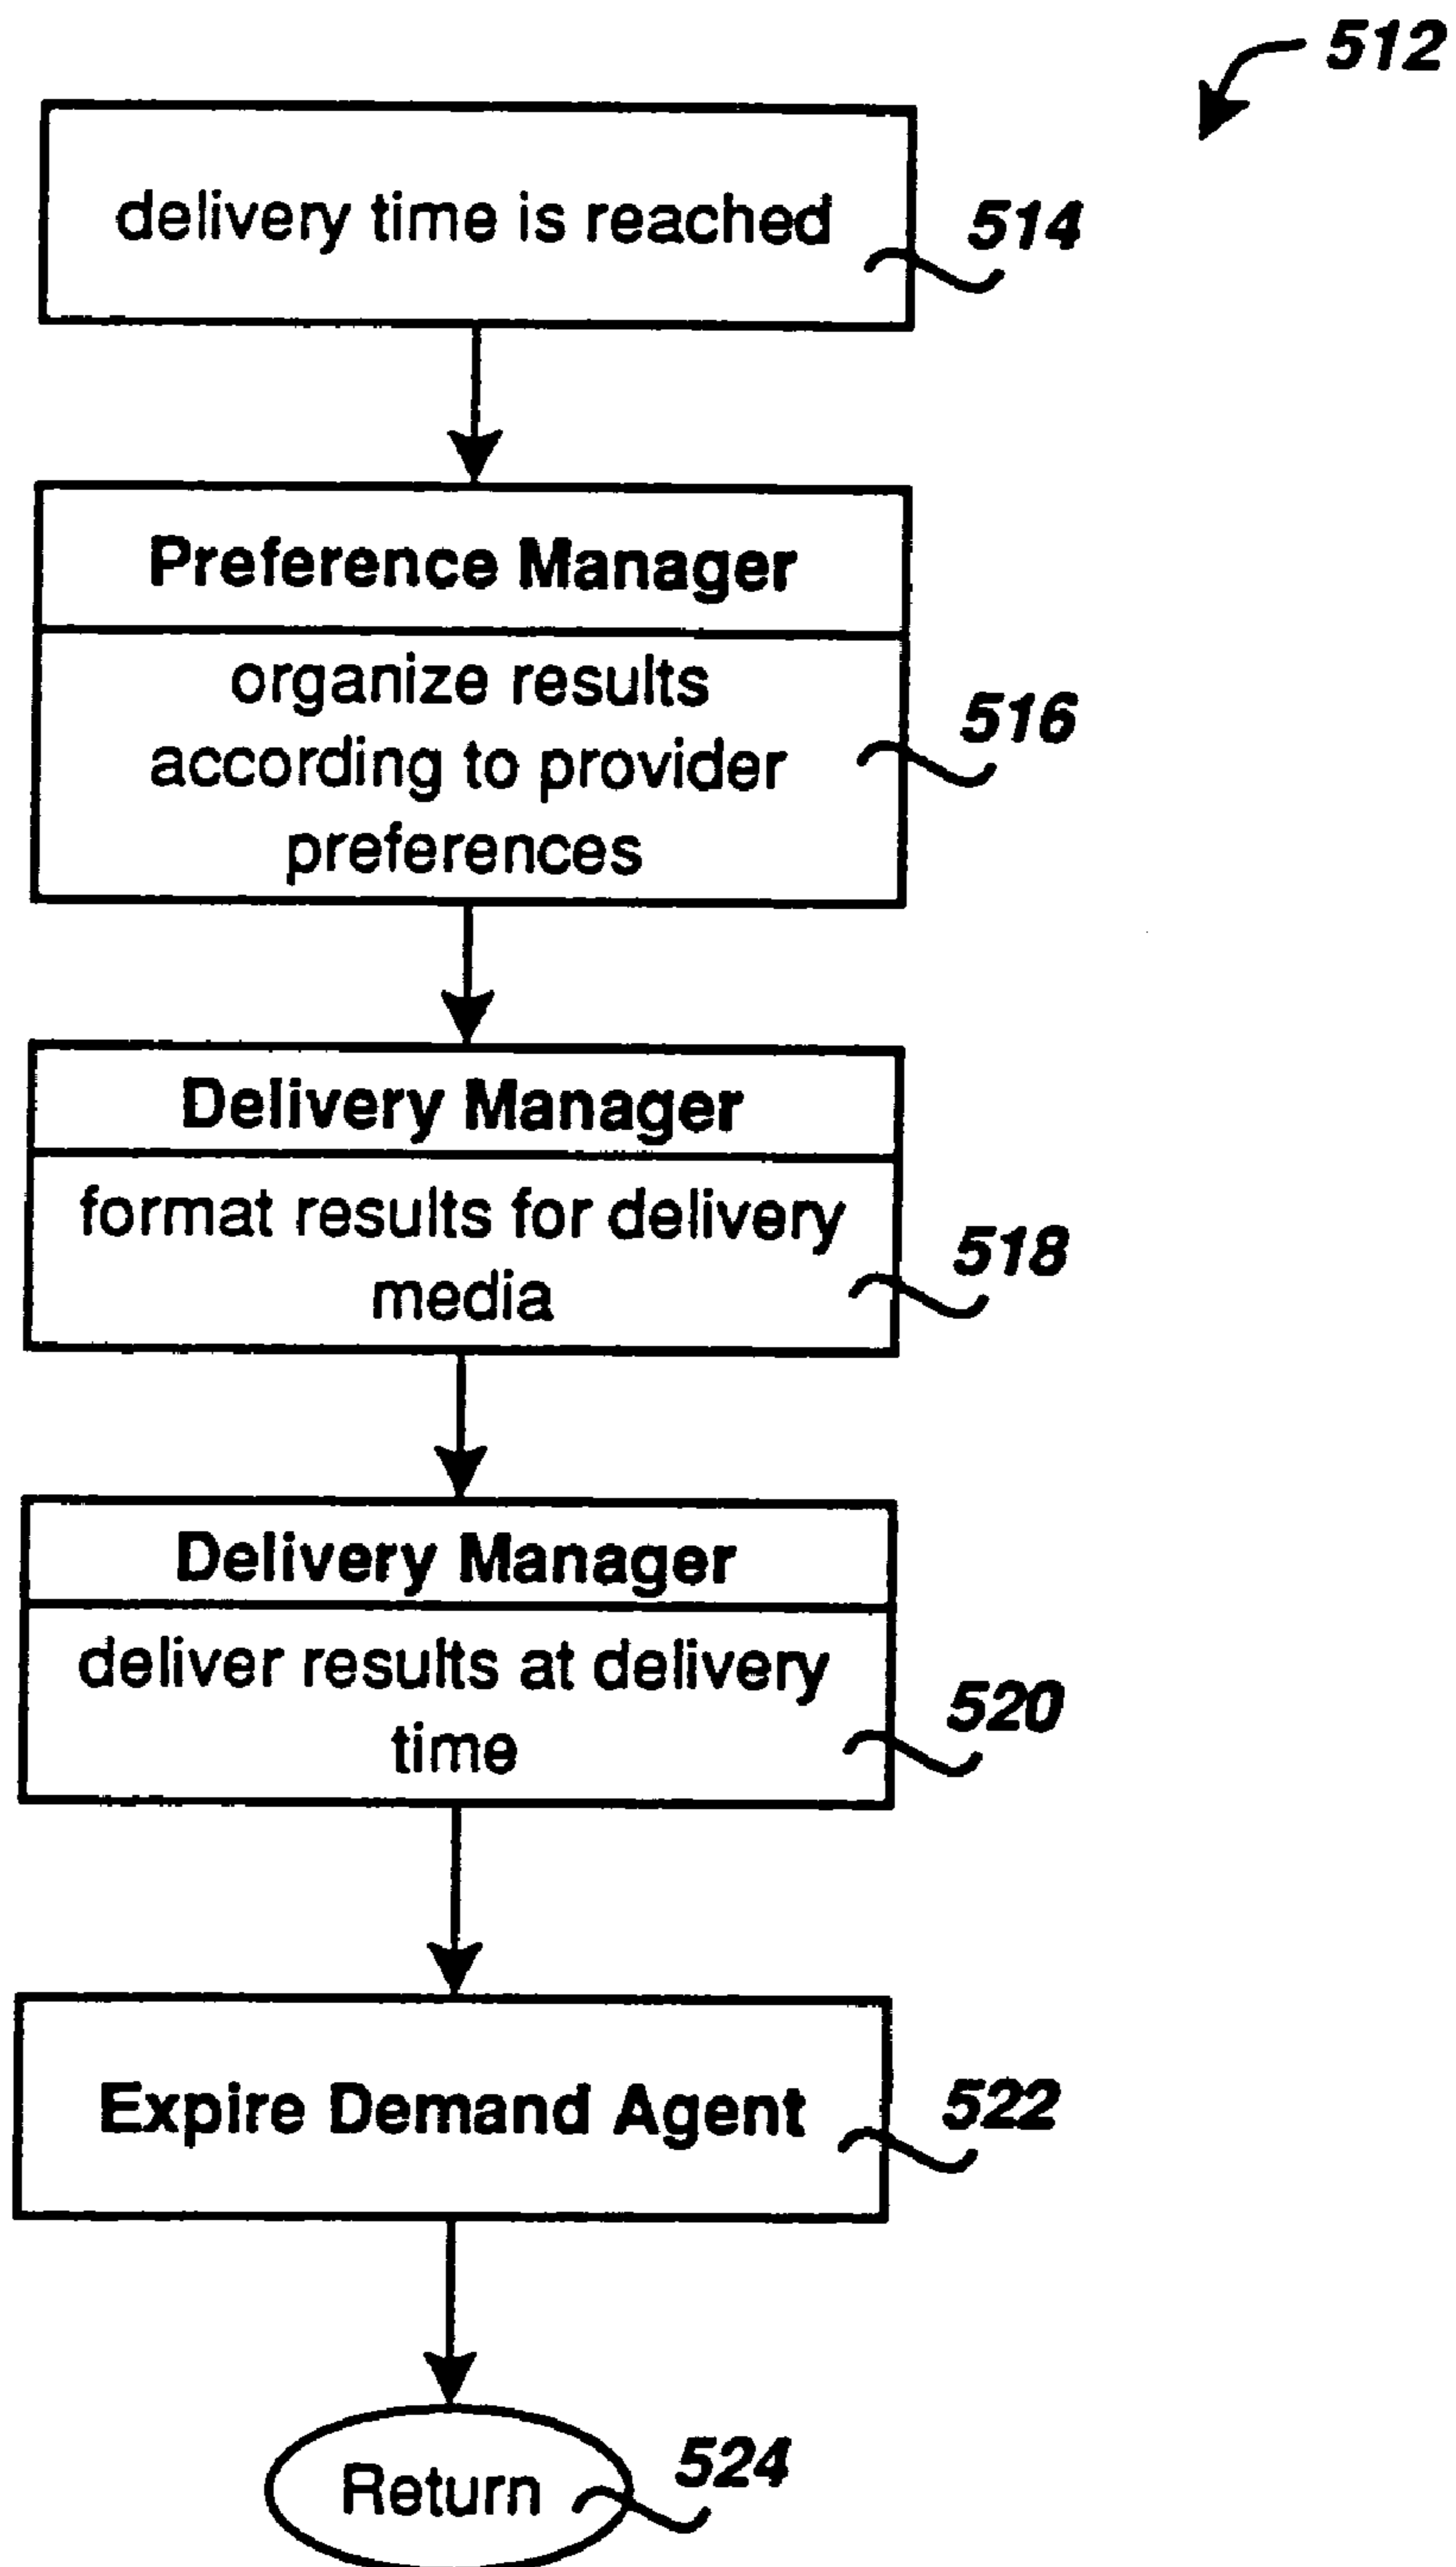 512
delivery time is reached
514
Preference Manager
organize results
according to provider
preferences
516
Delivery Manager
format results for delivery
media
518
Delivery Manager
deliver results at delivery
time
520
Expire Demand Agent
522
Return
524